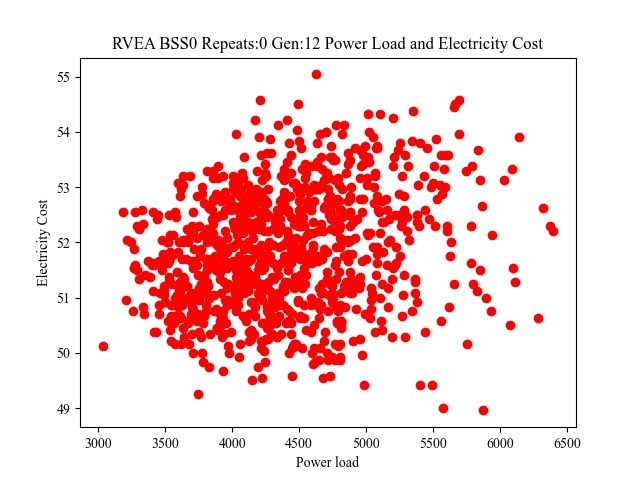 RVEA BSS0 Repeats:0 Gen:12 Power Load and Electricity Cost
55
54
53
52
51
50
49
Electricity Cost
3000 3500 4000 4500 5000 5500 6000 6500
Power load